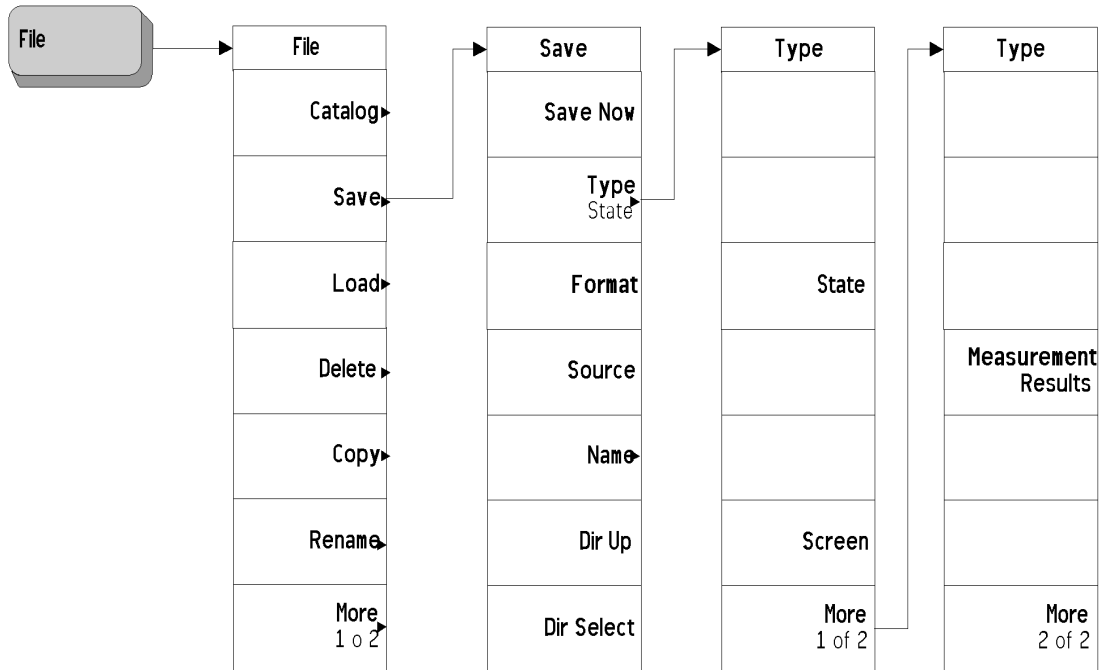 File
File
Catalog
Save
Load
Delete
Copy
Rename
More
1 o 2
Save
Save Now
Type
State
Format
Source
Name
Dir Up
Dir Select
Type
State
Screen
More
1 of 2
Type
Measurement
Results
More
2 of 2